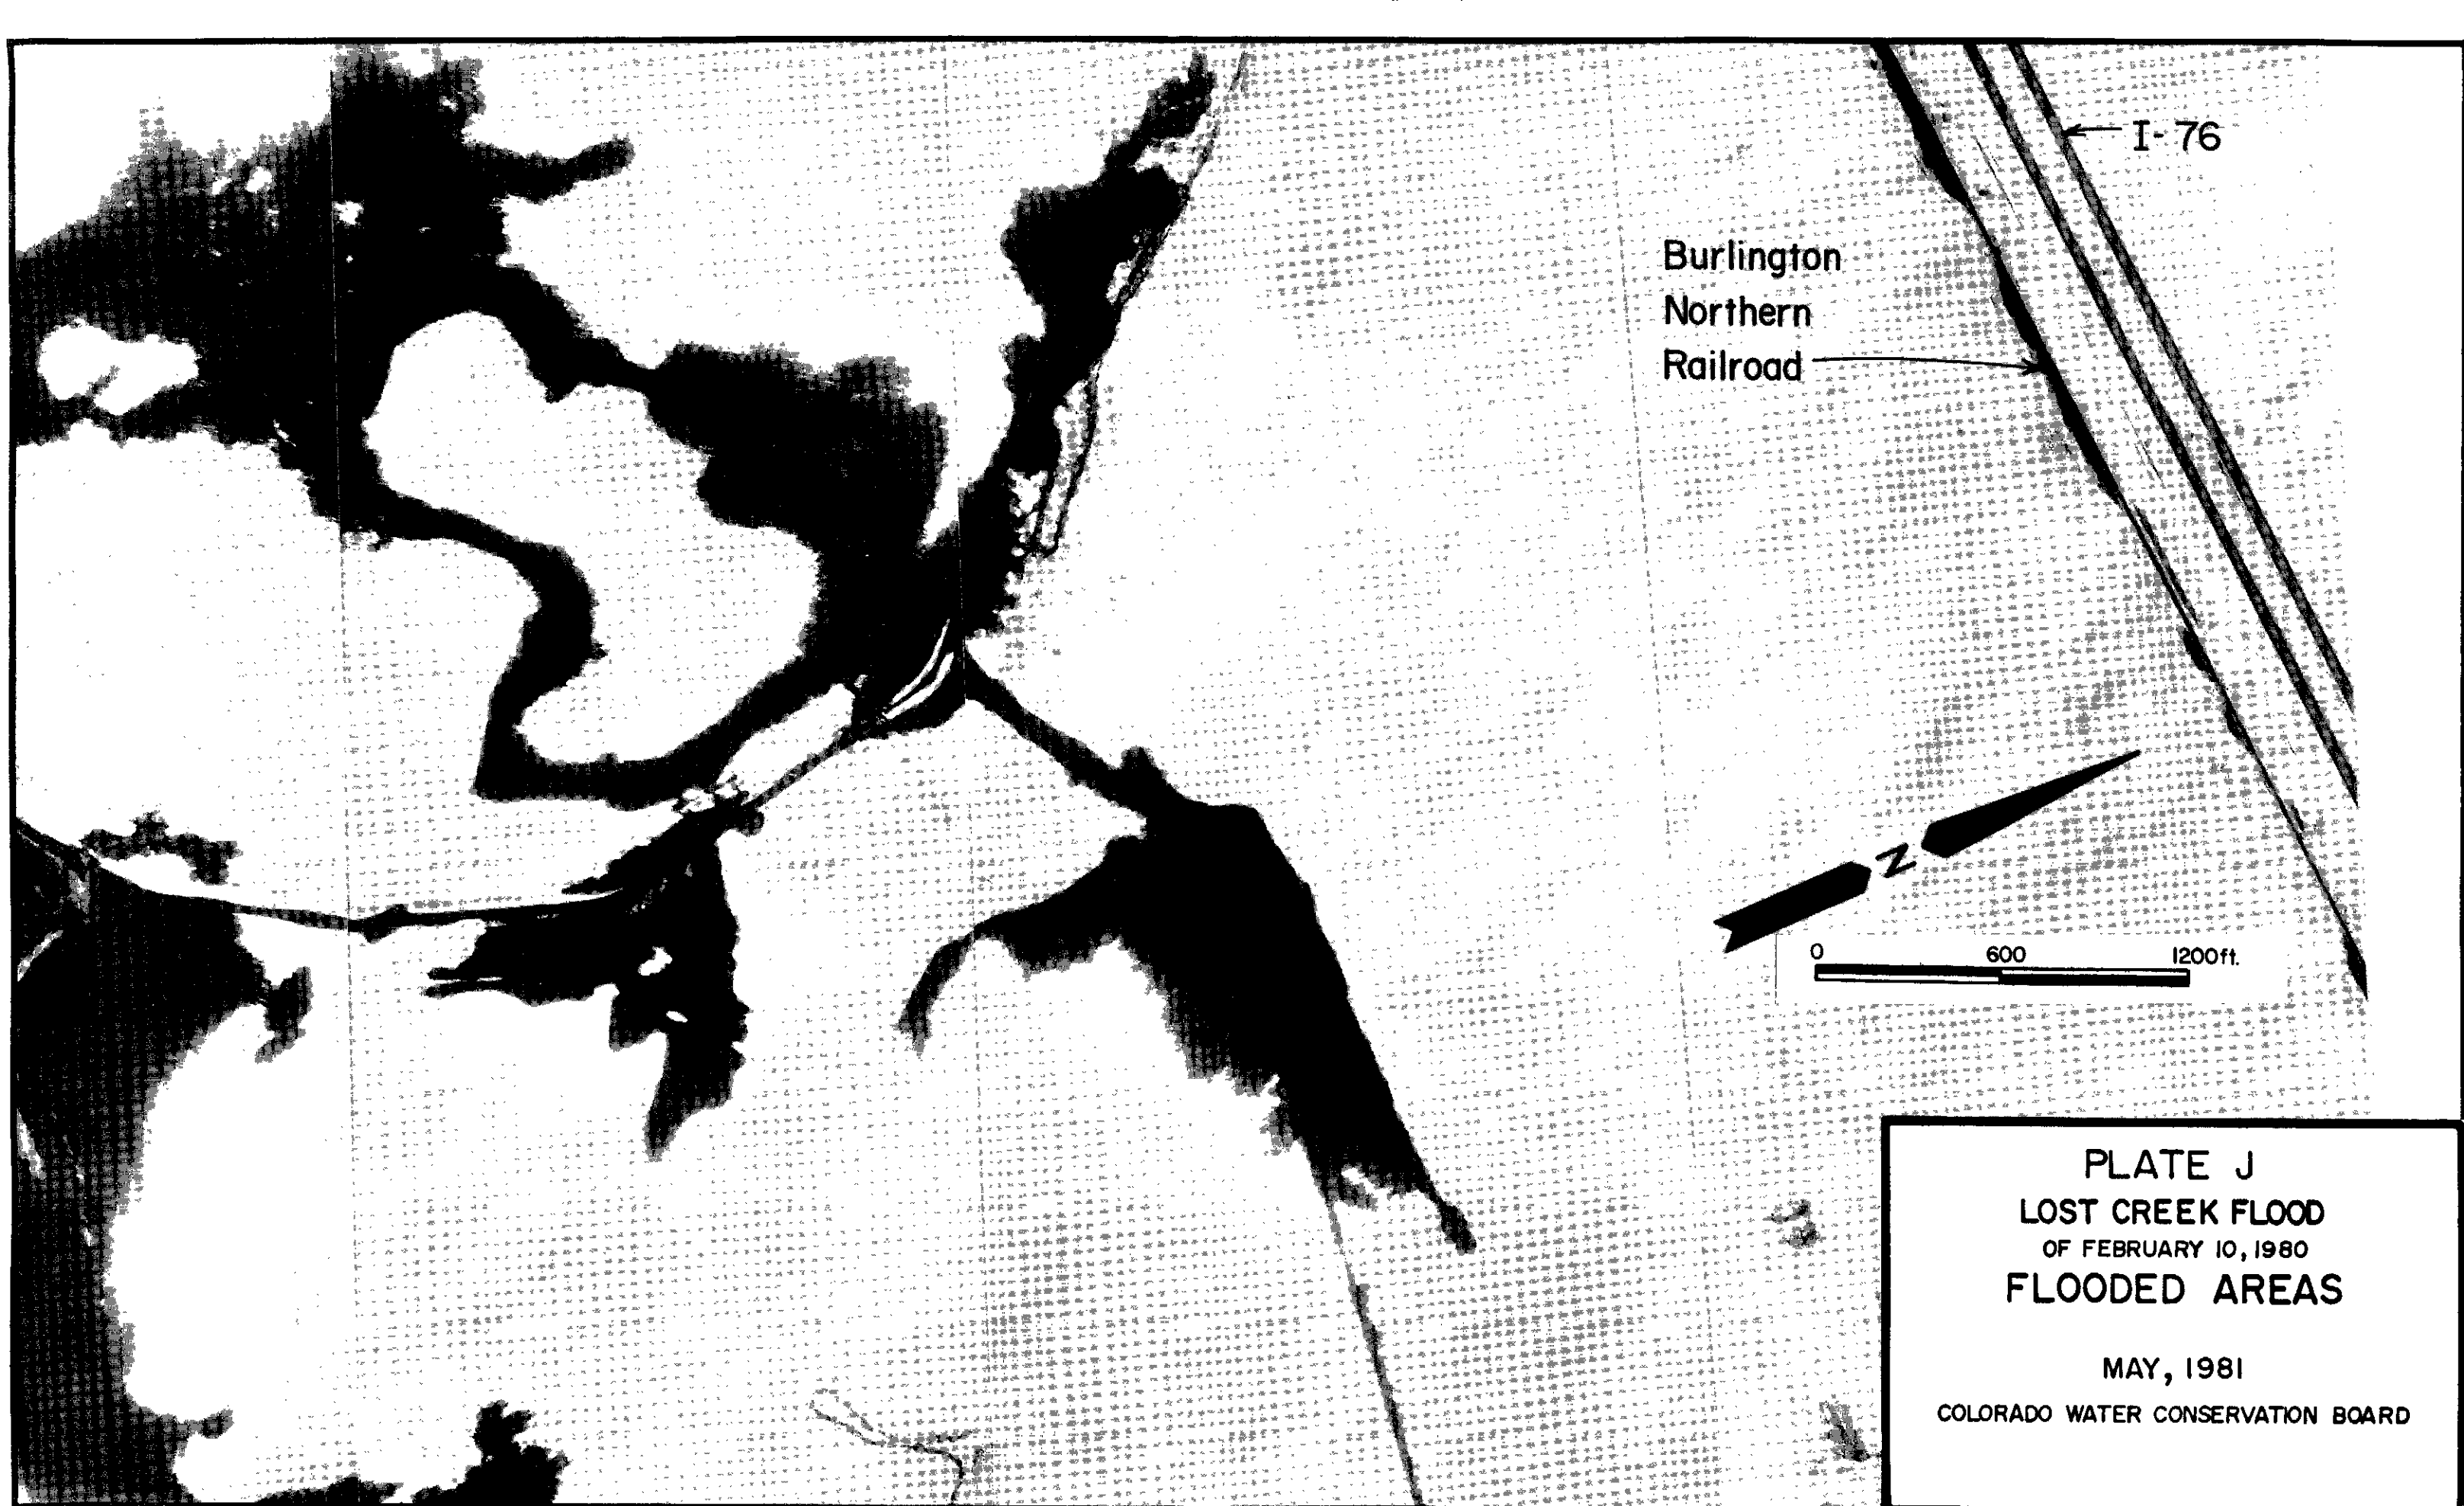 I-76
Burlington
Northern
Railroad
N
0 600 1200ft.
PLATE J
LOST CREEK FLOOD
OF FEBRUARY 10, 1980
FLOODED AREAS
MAY, 1981
COLORADO WATER CONSERVATION BOARD